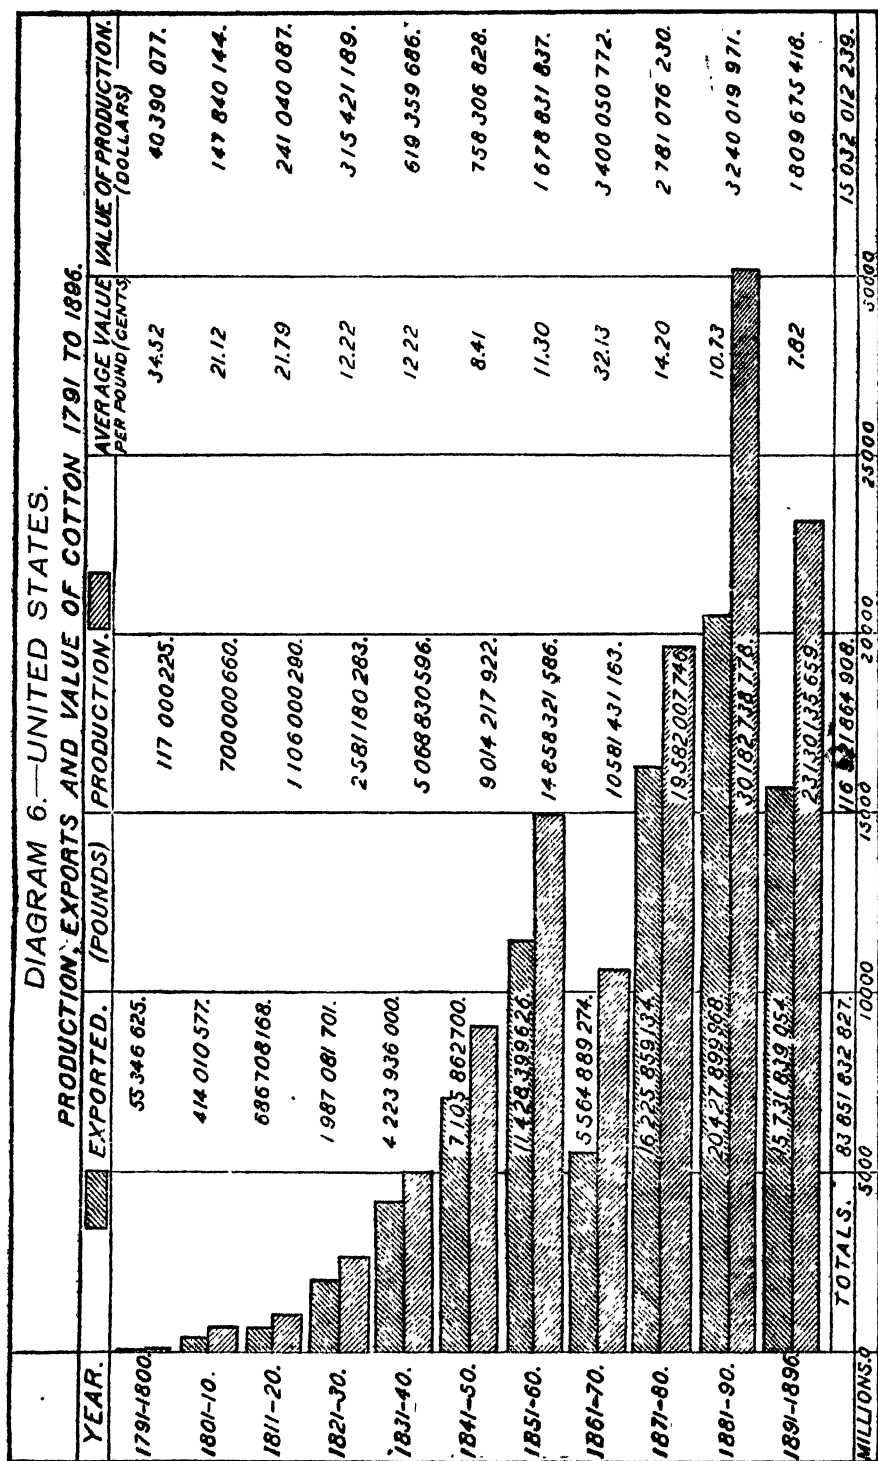 DIAGRAM 6.—UNITED STATES.
PRODUCTION, EXPORTS AND VALUE OF COTTON 1791 TO 1896.
YEAR. EXPORTED. (POUNDS) PRODUCTION. AVERAGE VALUE PER POUND (CENTS) VALUE OF PRODUCTION. (DOLLARS)
1791-1800. 55 346 625. 117 000 225. 34.52 40 390 077.
1801-10. 414 010 577. 700 000 660. 21.12 147 840 144.
1811-20. 686 708 168. 1 106 000 290. 21.79 241 040 087.
1821-30. 1 987 081 701. 2 581 180 283. 12.22 315 421 189.
1831-40. 4 223 936 000. 5 068 830 596. 12 22 619 359 686.
1841-50. 7 105 862 700. 9 014 217 922. 8.41 758 306 828.
1851-60. 11 428 399 626. 14 858 321 586. 11.30 1 678 831 837.
1861-70. 5 564 889 274. 10 581 431 163. 32.13 3 400 050 772.
1871-80. 16 225 859 134. 19 582 007 746. 14.20 2 781 076 230.
1881-90. 20 427 899 968. 30 182 738 778. 10.73 3 240 019 971.
1891-1896. 15 731 839 054. 23 130 135 659. 7.82 1 809 675 418.
TOTALS. 83 851 832 827. 116 864 908. 15 032 012 239.
MILLIONS. 0 5000 10000 15000 20000 25000 30000